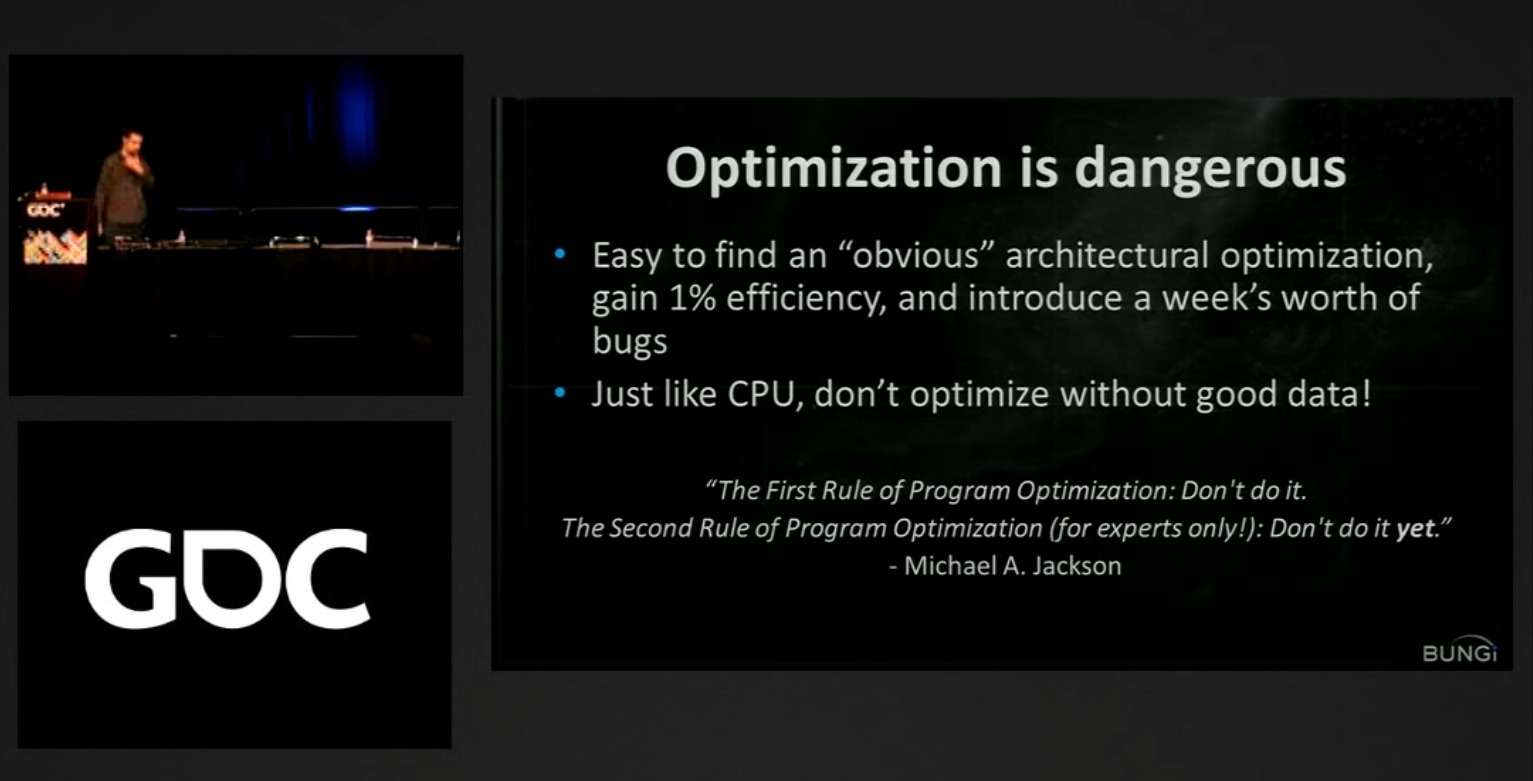 GDC
GDC
Optimization is dangerous
• Easy to find an “obvious” architectural optimization,
gain 1% efficiency, and introduce a week’s worth of
bugs
• Just like CPU, don’t optimize without good data!
“The First Rule of Program Optimization: Don't do it.
The Second Rule of Program Optimization (for experts only!): Don't do it yet.”
- Michael A. Jackson
BUNGi